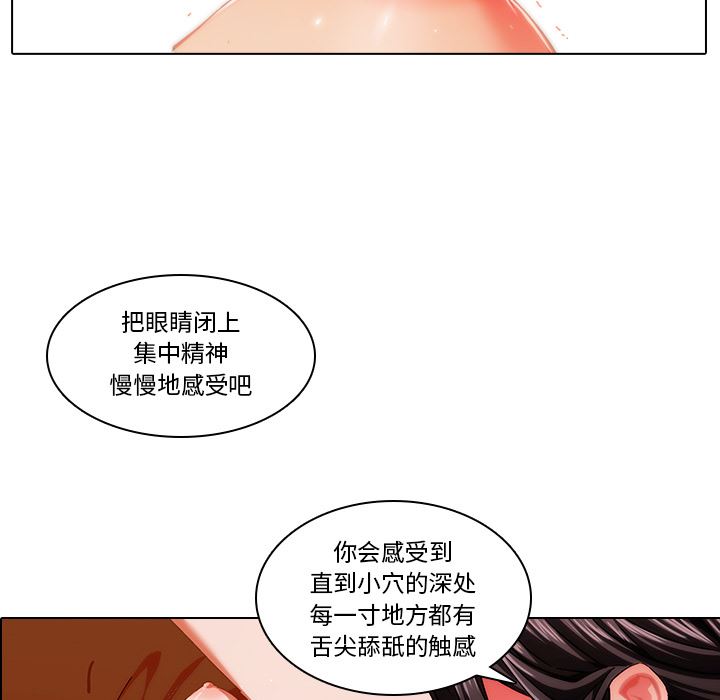 把眼睛闭上
集中精神
慢慢地感受吧
你会感受到
直到小穴的深处
每一寸地方都有
舌尖舔舐的触感